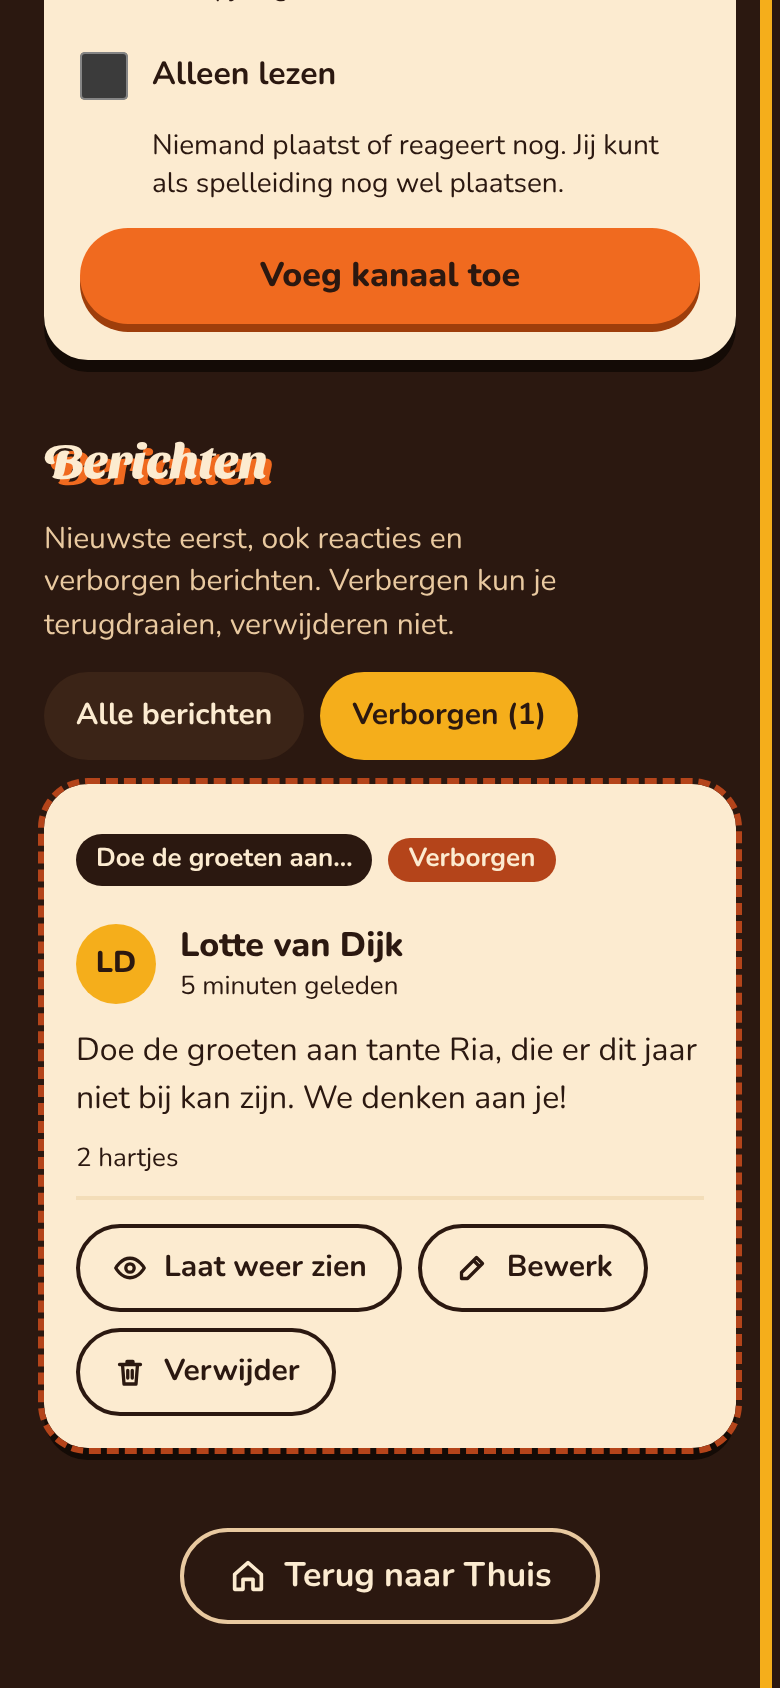 Alleen lezen
Niemand plaatst of reageert nog. Jij kunt
als spelleiding nog wel plaatsen.
Voeg kanaal toe
Berichten
Nieuwste eerst, ook reacties en
verborgen berichten. Verbergen kun je
terugdraaien, verwijderen niet.
Alle berichten
Verborgen (1)
Doe de groeten aan...
Verborgen
LD
Lotte van Dijk
5 minuten geleden
Doe de groeten aan tante Ria, die er dit jaar
niet bij kan zijn. We denken aan je!
2 hartjes
Laat weer zien
Bewerk
Verwijder
Terug naar Thuis